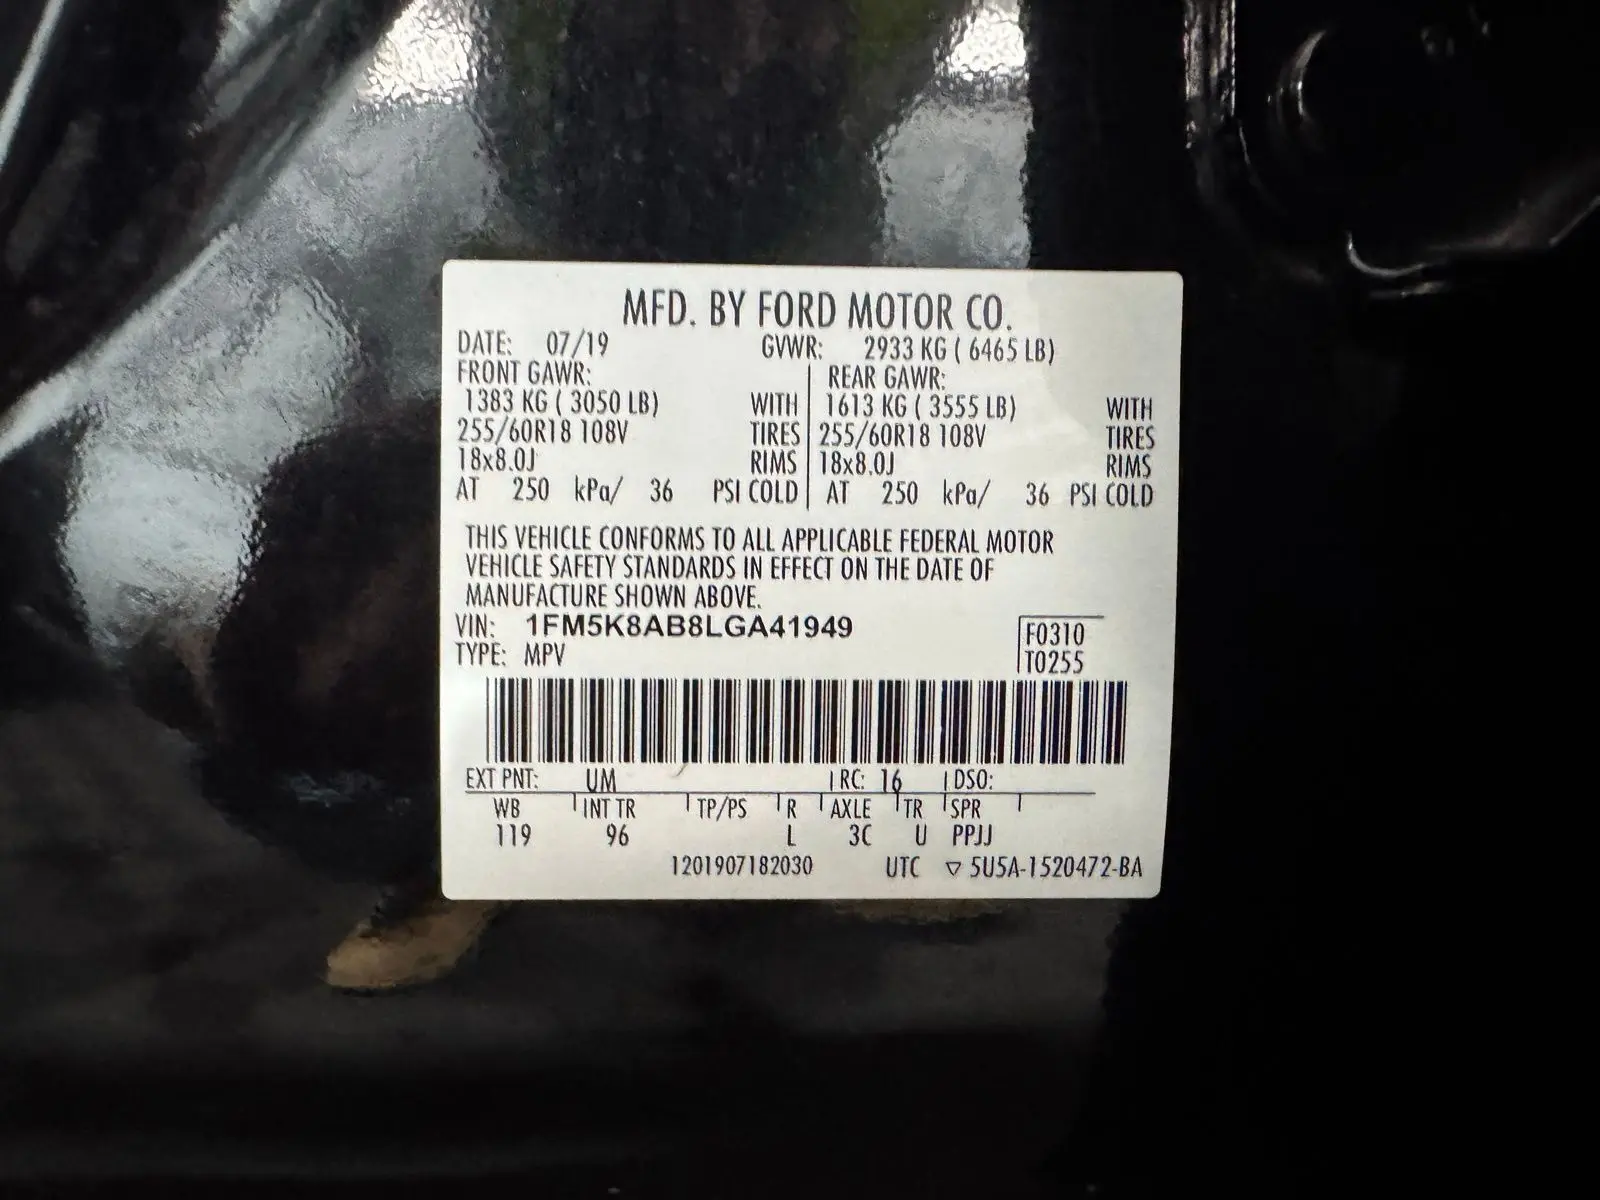 MFD. BY FORD MOTOR CO.
DATE: 07/19 GVWR: 2933 KG ( 6465 LB)
FRONT GAWR: REAR GAWR:
1383 KG ( 3050 LB) WITH 1613 KG ( 3555 LB) WITH
255/60R18 108V TIRES 255/60R18 108V TIRES
18x8.0J RIMS 18x8.0J RIMS
AT 250 kPa/ 36 PSI COLD AT 250 kPa/ 36 PSI COLD
THIS VEHICLE CONFORMS TO ALL APPLICABLE FEDERAL MOTOR
VEHICLE SAFETY STANDARDS IN EFFECT ON THE DATE OF
MANUFACTURE SHOWN ABOVE.
VIN: 1FM5K8AB8LGA41949 F0310
TYPE: MPV T0255
EXT PNT: UM RC: 16 DSO:
WB INT TR TP/PS R AXLE TR SPR
119 96 L 3C U PPJJ
1201907182030 UTC ▽ 5U5A-1520472-BA